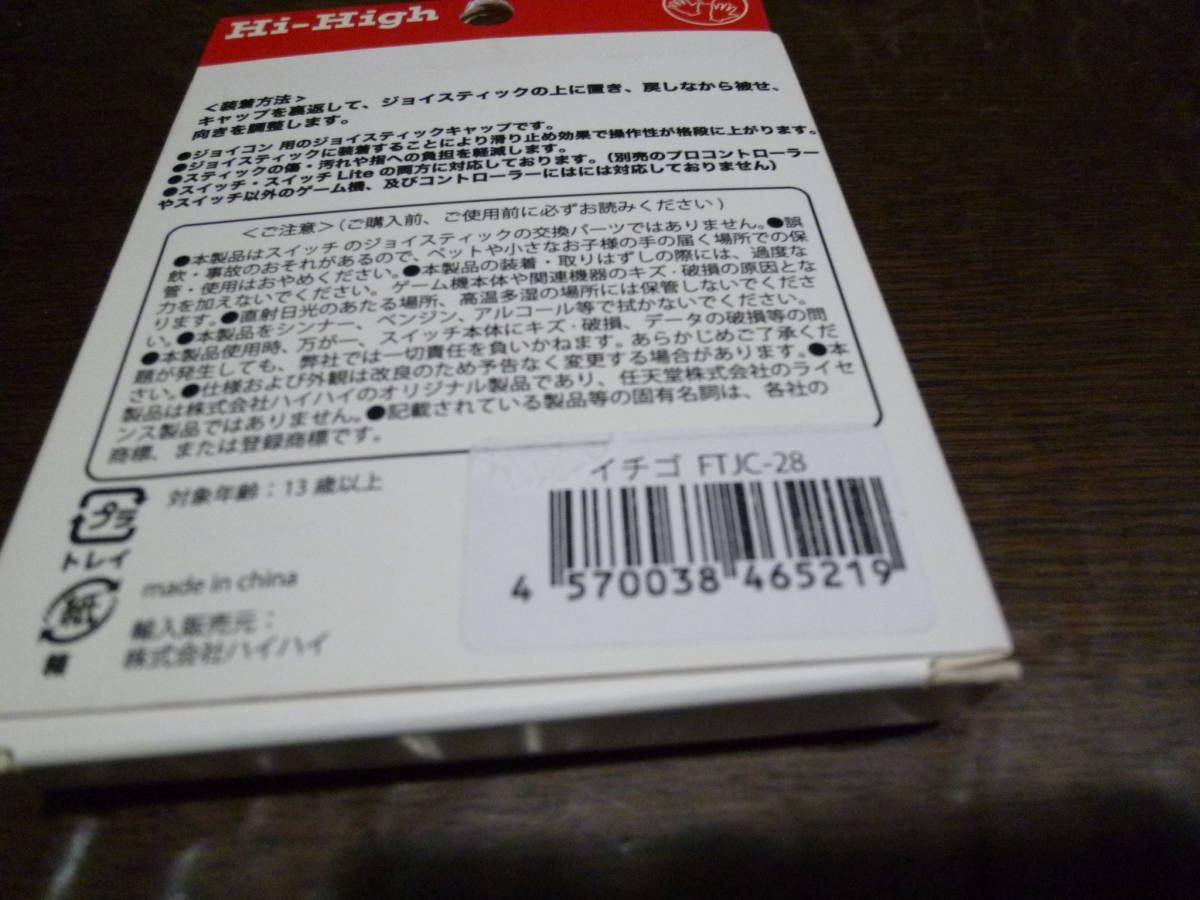 Hi-High
<装着方法>
キャップを裏返して、ジョイスティックの上に置き、戻しなから被せ、
向きを調整します。
●ジョイコン 用のジョイスティックキャップです。
●ジョイスティックに装着することにより滑り止め効果で操作性が格段に上がります。
●スティックの傷・汚れや指への負担を軽減します。
●スイッチ・スイッチ Lite の両方に対応しております。(別売のプロコントローラー
やスイッチ以外のゲーム機、及びコントローラーにはには対応しておりません)
<ご注意>(ご購入前、ご使用前に必ずお読みください)
●本製品はスイッチ のジョイスティックの交換パーツではありません。●誤
飲・事故のおそれがあるので、ペットや小さなお子様の手の届く場所での保
管・使用はおやめください。●本製品の装着・取りはずしの際には、過度な
力を加えないでください。ゲーム機本体や関連機器のキズ・破損の原因とな
ります。●直射日光のあたる場所、高温多湿の場所には保管しないでくださ
い。●本製品をシンナー、ベンジン、アルコール等で拭かないでください。
●本製品使用時、万が一、スイッチ本体にキズ・破損、データの破損等の問
題が発生しても、弊社では一切責任を負いかねます。あらかじめご了承くだ
さい。●仕様および外観は改良のため予告なく変更する場合があります。●本
製品は株式会社ハイハイのオリジナル製品であり、任天堂株式会社のライセ
ンス製品ではありません。●記載されている製品等の固有名詞は、各社の
商標、または登録商標です。
対象年齢：13 歳以上
プラ
トレイ
紙
箱
made in china
輸入販売元：
株式会社ハイハイ
イチゴ FTJC-28
4 570038 465219